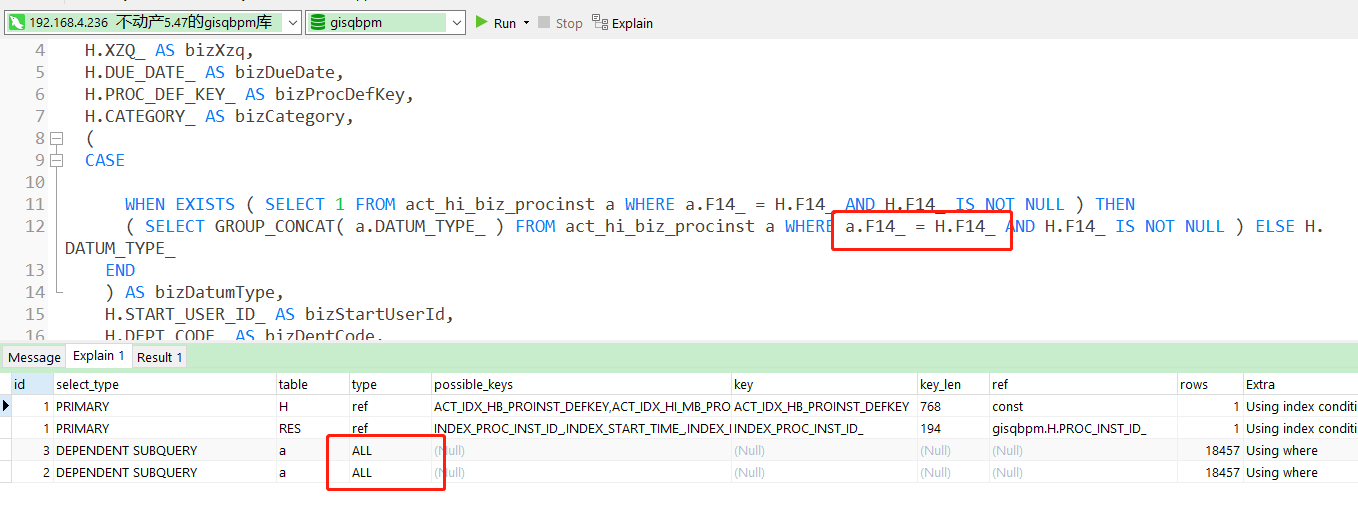 192.168.4.236 不动产5.47的gisqbpm库 gisqbpm Run Stop Explain
4 H.XZQ_ AS bizXzq,
5 H.DUE_DATE_ AS bizDueDate,
6 H.PROC_DEF_KEY_ AS bizProcDefKey,
7 H.CATEGORY_ AS bizCategory,
8 (
9 CASE
10
11 WHEN EXISTS ( SELECT 1 FROM act_hi_biz_procinst a WHERE a.F14_ = H.F14_ AND H.F14_ IS NOT NULL ) THEN
12 ( SELECT GROUP_CONCAT( a.DATUM_TYPE_ ) FROM act_hi_biz_procinst a WHERE a.F14_ = H.F14_ AND H.F14_ IS NOT NULL ) ELSE H.
DATUM_TYPE_
13 END
14 ) AS bizDatumType,
15 H.START_USER_ID_ AS bizStartUserId,
16 H.DEPT_CODE_ AS bizDeptCode,
Message Explain 1 Result 1
id select_type table type possible_keys key key_len ref rows Extra
1 PRIMARY H ref ACT_IDX_HB_PROINST_DEFKEY,ACT_IDX_HI_MB_PRO ACT_IDX_HB_PROINST_DEFKEY 768 const 1 Using index conditi
1 PRIMARY RES ref INDEX_PROC_INST_ID_,INDEX_START_TIME_,INDEX_I INDEX_PROC_INST_ID_ 194 gisqbpm.H.PROC_INST_ID_ 1 Using index conditi
3 DEPENDENT SUBQUERY a ALL (Null) (Null) (Null) (Null) 18457 Using where
2 DEPENDENT SUBQUERY a ALL (Null) (Null) (Null) (Null) 18457 Using where